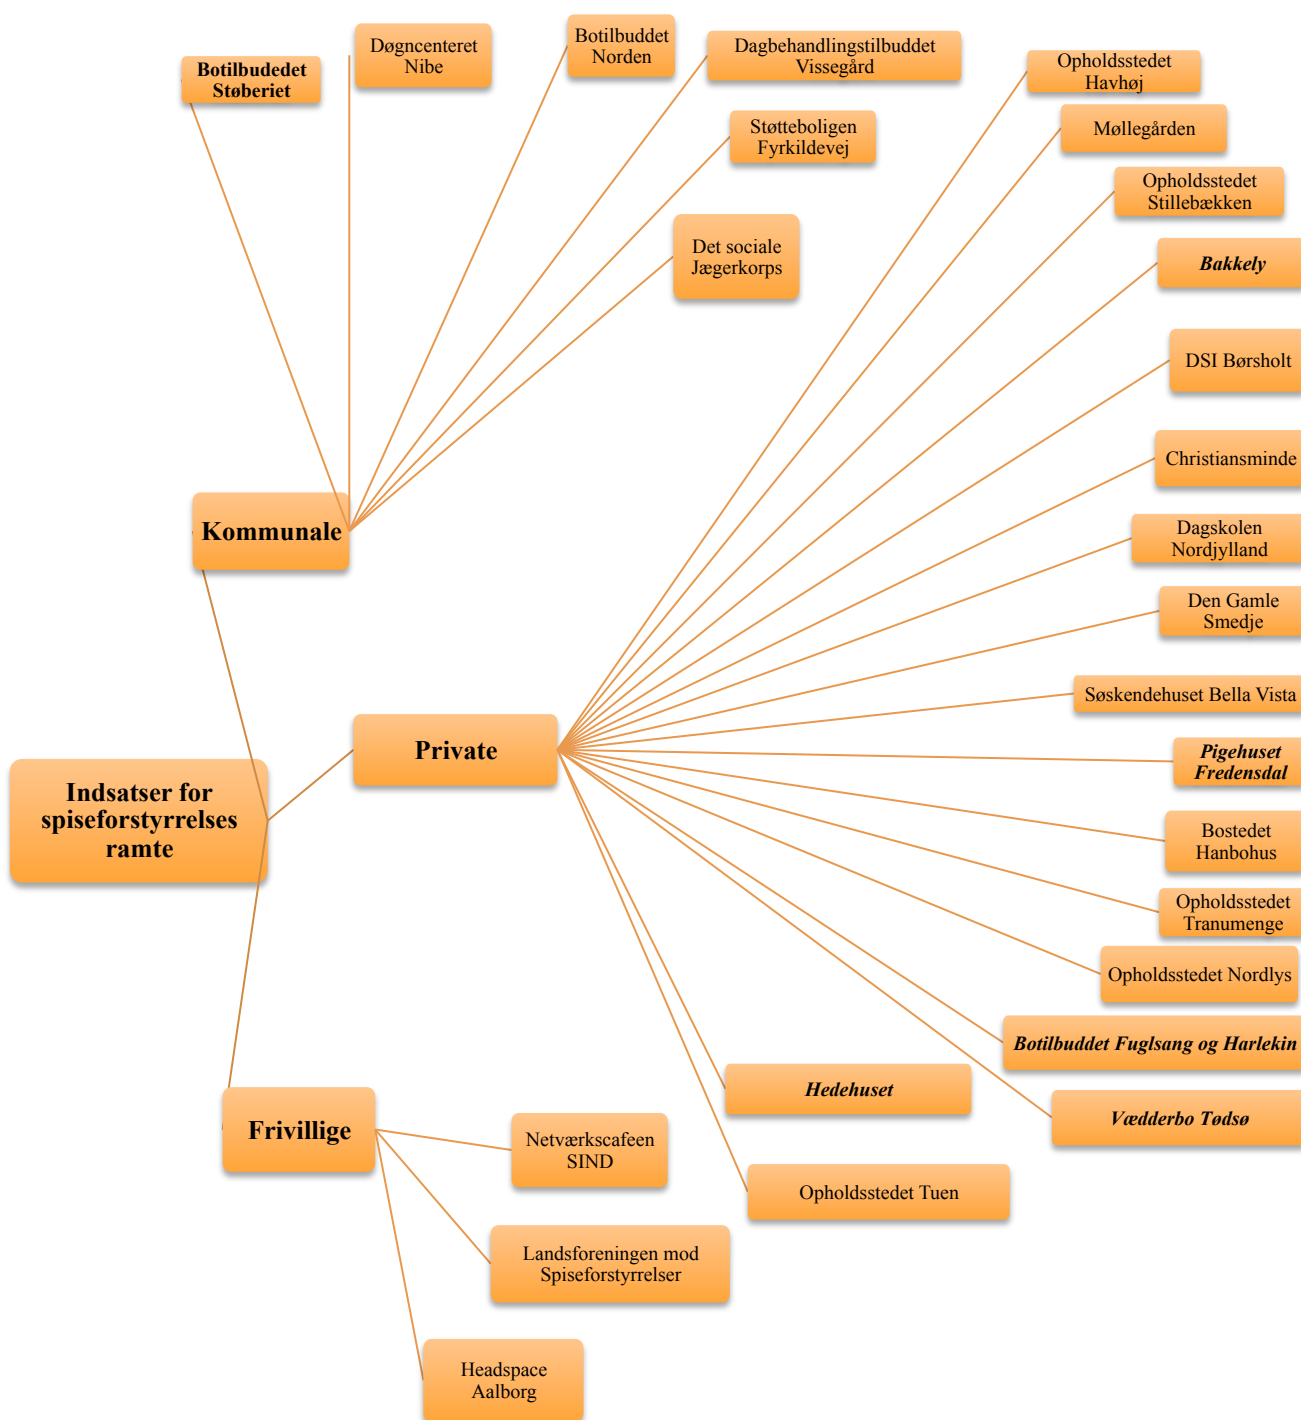 Botilbudedet
Støberiet
Døgncenteret
Nibe
Botilbuddet
Norden
Dagbehandlingstilbuddet
Vissegård
Støtteboligen
Fyrkildevej
Det sociale
Jægerkorps
Opholdsstedet
Havhøj
Møllegården
Opholdsstedet
Stillebækken
Bakkely
DSI Børsholt
Christiansminde
Dagskolen
Nordjylland
Den Gamle
Smedje
Søskendehuset Bella Vista
Pigehuset
Fredensdal
Bostedet
Hanbohus
Opholdsstedet
Tranumenge
Opholdsstedet Nordlys
Botilbuddet Fuglsang og Harlekin
Vædderbo Tødsø
Hedehuset
Opholdsstedet Tuen
Kommunale
Private
Indsatser for
spiseforstyrrelses
ramte
Frivillige
Netværkscafeen
SIND
Landsforeningen mod
Spiseforstyrrelser
Headspace
Aalborg